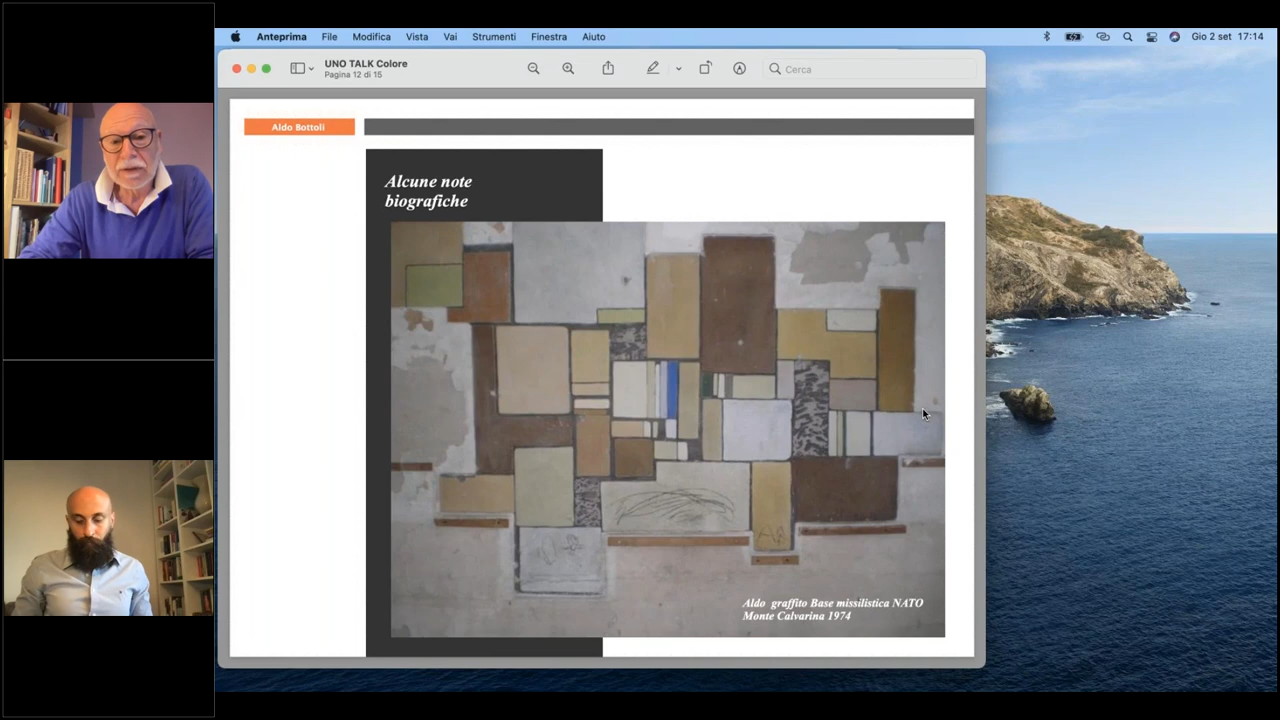 Anteprima File Modifica Vista Vai Strumenti Finestra Aiuto Gio 2 set 17:14
UNO TALK Colore
Pagina 12 di 15
Cerca
Aldo Bottoli
Alcune note
biografiche
Aldo graffito Base missilistica NATO
Monte Calvarina 1974